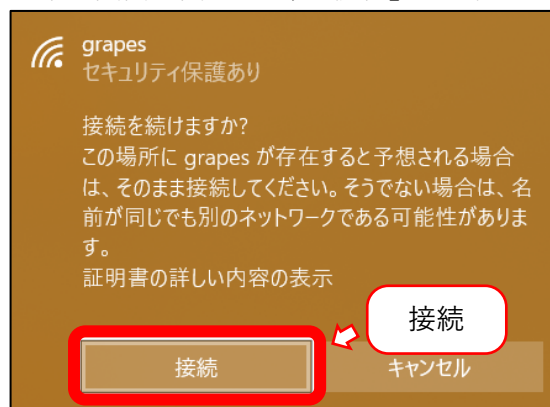 grapes
セキュリティ保護あり
接続を続けますか?
この場所に grapes が存在すると予想される場合
は、そのまま接続してください。そうでない場合は、名
前が同じでも別のネットワークである可能性がありま
す。
証明書の詳しい内容の表示
接続
接続
キャンセル